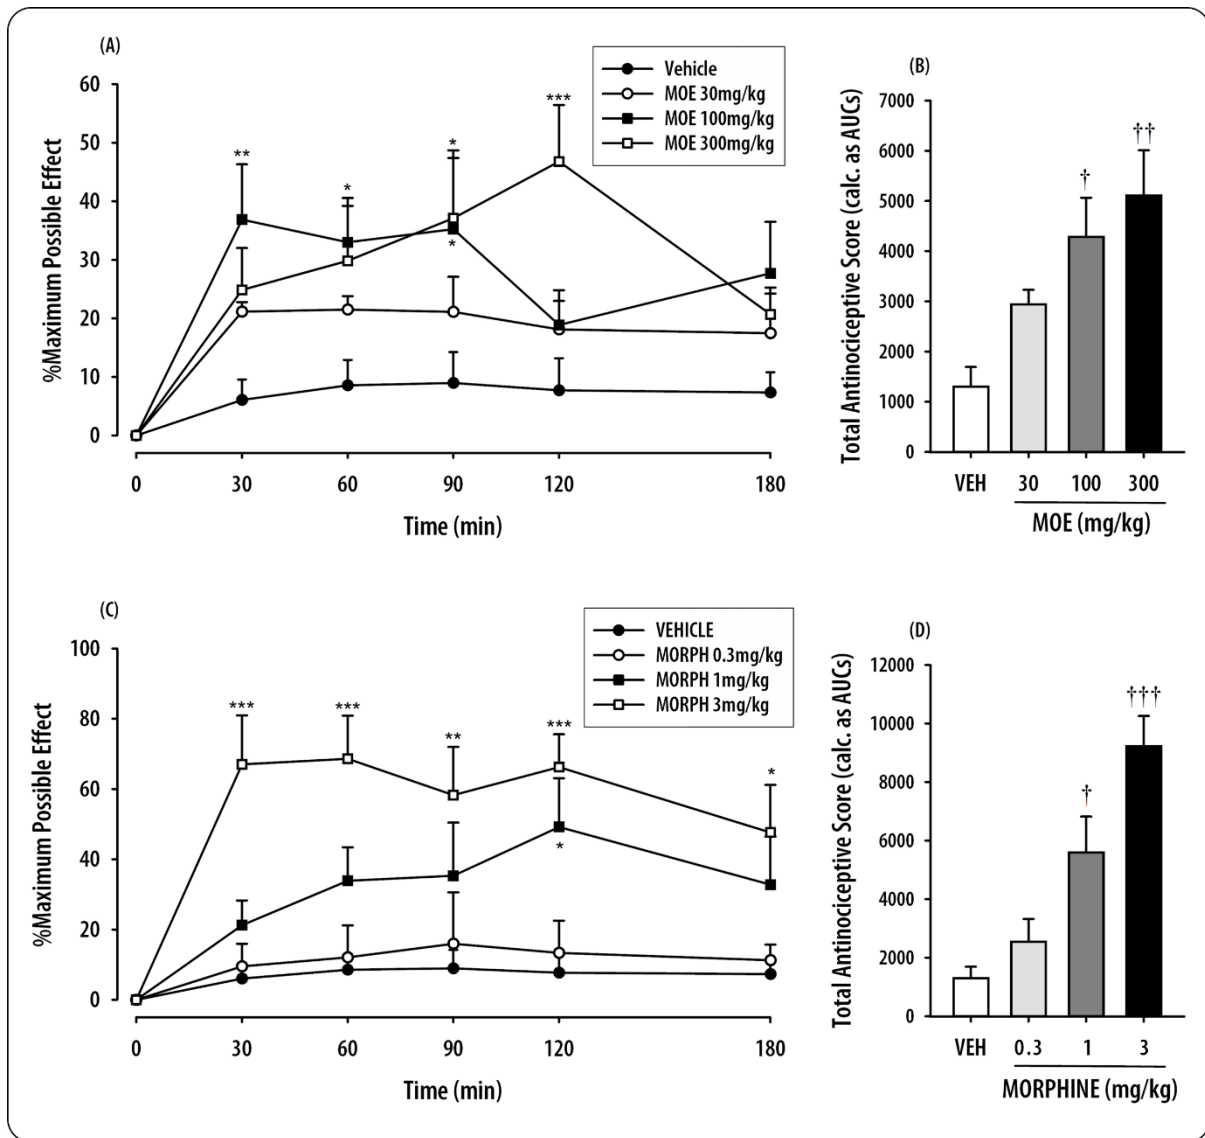 (A)
Vehicle
MOE 30mg/kg
MOE 100mg/kg
MOE 300mg/kg
%Maximum Possible Effect
60
50
40
30
20
10
0
**
*
*
*
***
0 30 60 90 120 180
Time (min)
(B)
Total Antinociceptive Score (calc. as AUCs)
7000
6000
5000
4000
3000
2000
1000
0
†
††
VEH 30 100 300
MOE (mg/kg)
(C)
VEHICLE
MORPH 0.3mg/kg
MORPH 1mg/kg
MORPH 3mg/kg
%Maximum Possible Effect
100
80
60
40
20
0
***
***
**
***
*
*
0 30 60 90 120 180
Time (min)
(D)
Total Antinociceptive Score (calc. as AUCs)
12000
10000
8000
6000
4000
2000
0
†
†††
VEH 0.3 1 3
MORPHINE (mg/kg)